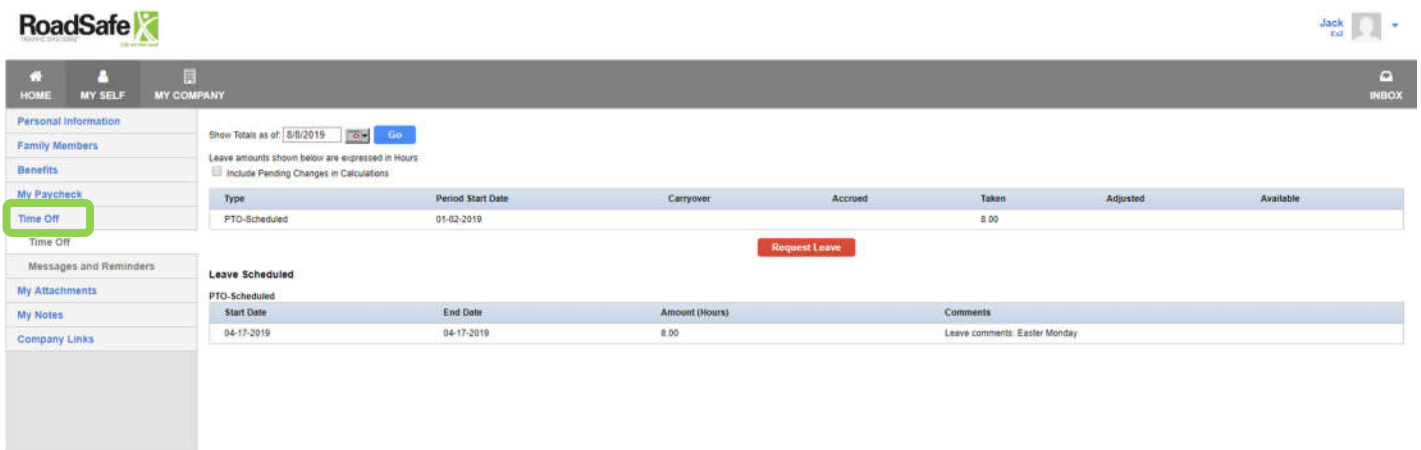 RoadSafe
TRAFFIC SYSTEMS
Jack
Es2
HOME MY SELF MY COMPANY INBOX
Personal Information
Family Members
Benefits
My Paycheck
Time Off
Time Off
Messages and Reminders
My Attachments
My Notes
Company Links
Show Totals as of: 8/8/2019 Go
Leave amounts shown below are expressed in Hours
Include Pending Changes in Calculations
Type Period Start Date Carryover Accrued Taken Adjusted Available
PTO-Scheduled 01-02-2019 8.00
Request Leave
Leave Scheduled
PTO-Scheduled
Start Date End Date Amount (Hours) Comments
04-17-2019 04-17-2019 8.00 Leave comments: Easter Monday